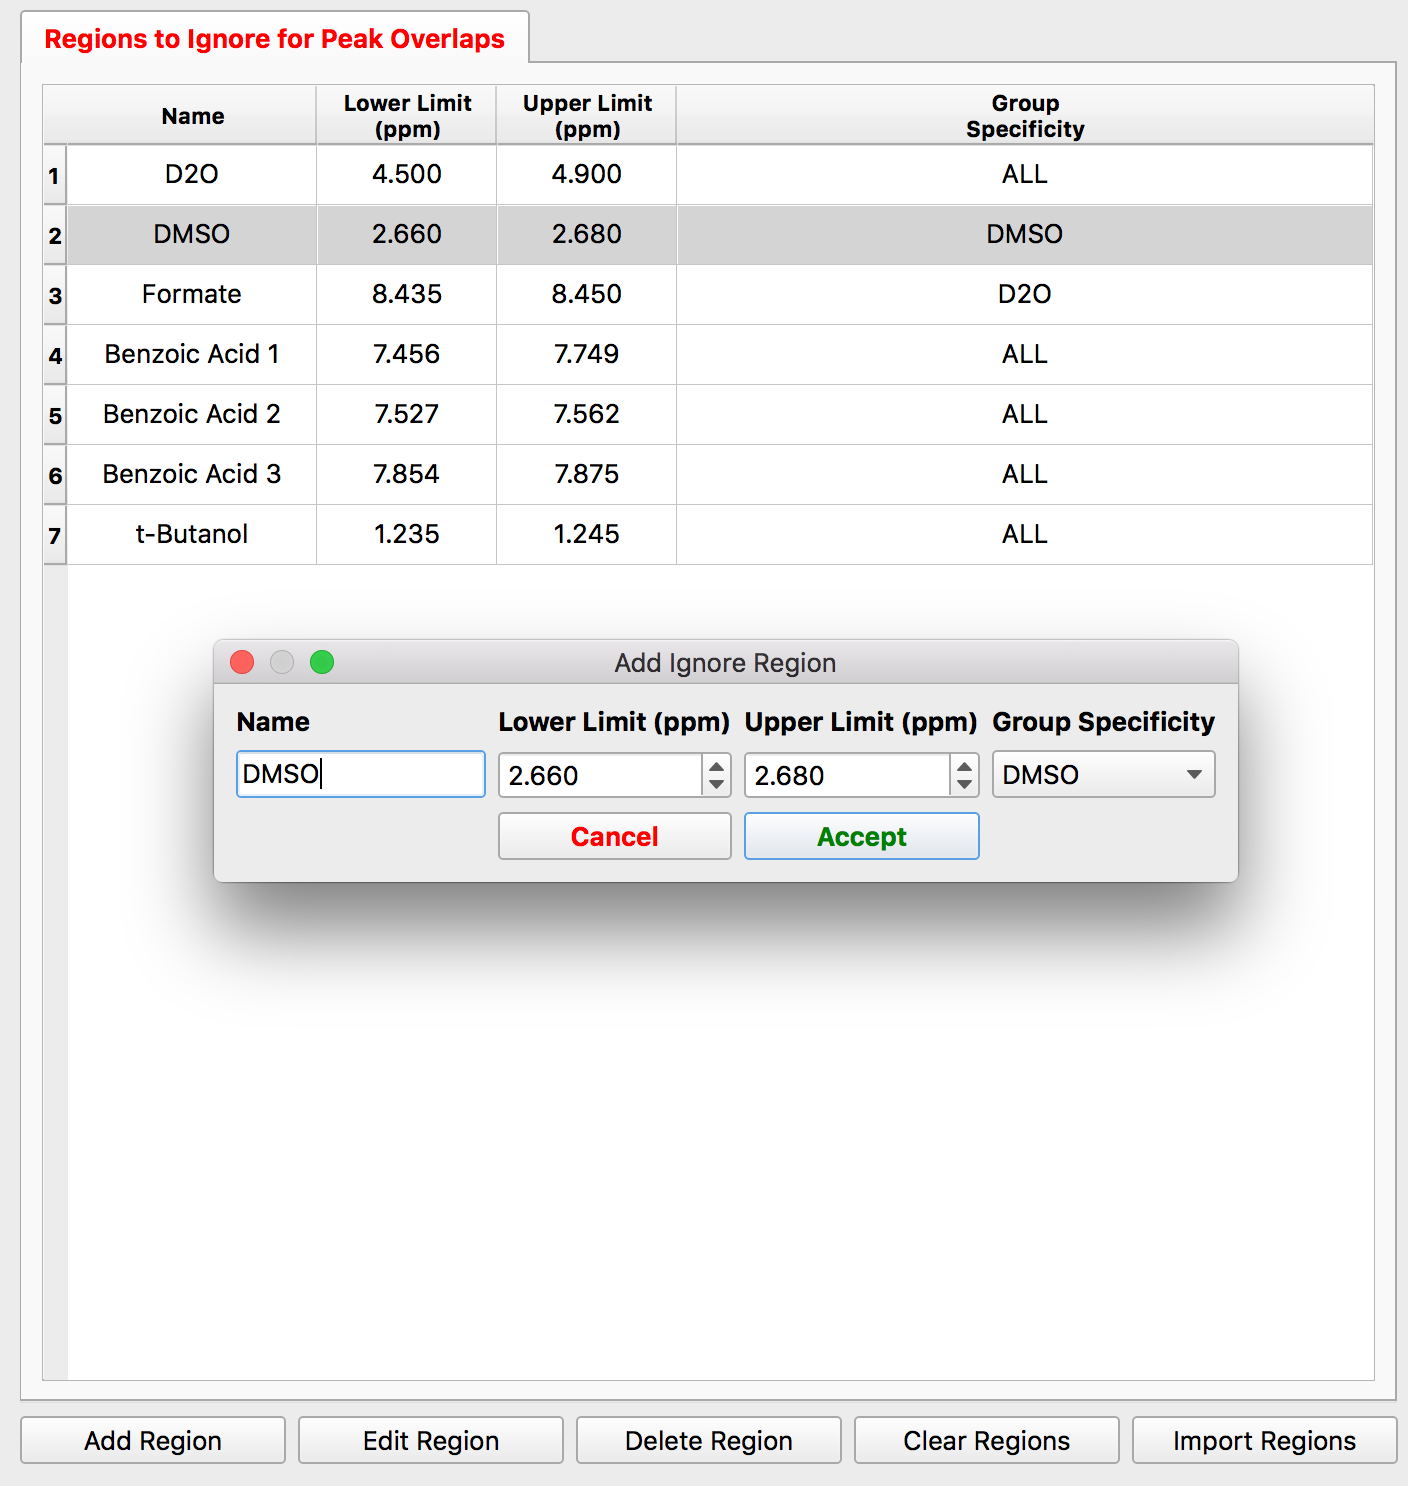 Regions to Ignore for Peak Overlaps
Name Lower Limit (ppm) Upper Limit (ppm) Group Specificity
1 D2O 4.500 4.900 ALL
2 DMSO 2.660 2.680 DMSO
3 Formate 8.435 8.450 D2O
4 Benzoic Acid 1 7.456 7.749 ALL
5 Benzoic Acid 2 7.527 7.562 ALL
6 Benzoic Acid 3 7.854 7.875 ALL
7 t-Butanol 1.235 1.245 ALL
Add Ignore Region
Name Lower Limit (ppm) Upper Limit (ppm) Group Specificity
DMSO 2.660 2.680 DMSO
Cancel Accept
Add Region Edit Region Delete Region Clear Regions Import Regions